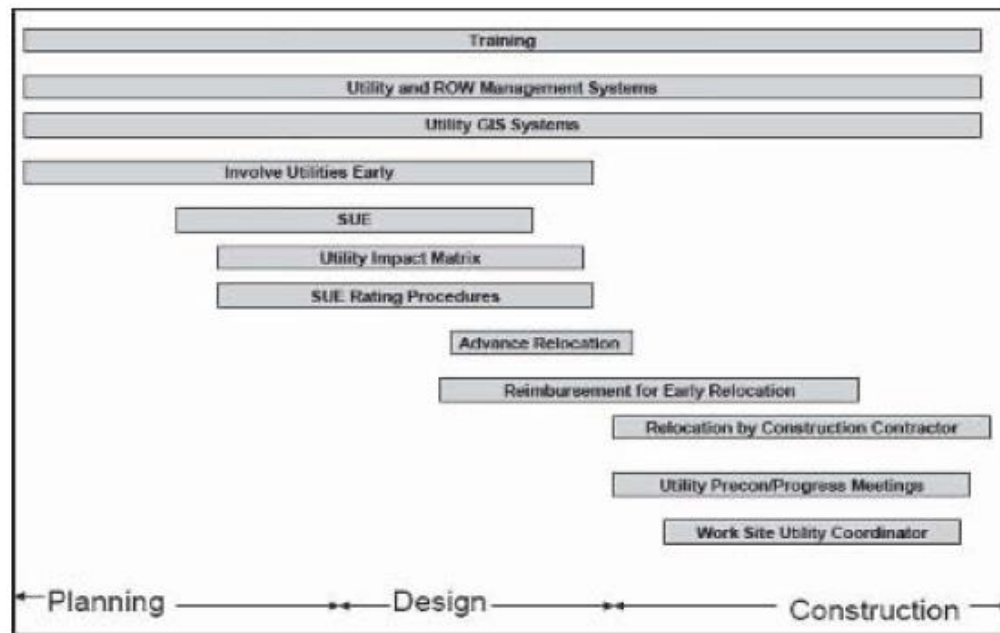 Training
Utility and ROW Management Systems
Utility GIS Systems
Involve Utilities Early
SUE
Utility Impact Matrix
SUE Rating Procedures
Advance Relocation
Reimbursement for Early Relocation
Relocation by Construction Contractor
Utility Precon/Progress Meetings
Work Site Utility Coordinator
Planning Design Construction